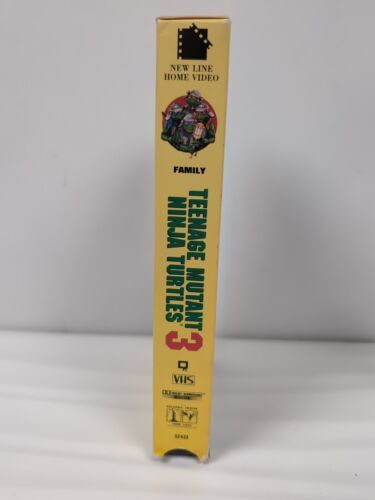 NEW LINE
HOME VIDEO
FAMILY
TEENAGE MUTANT
NINJA TURTLES 3
VHS